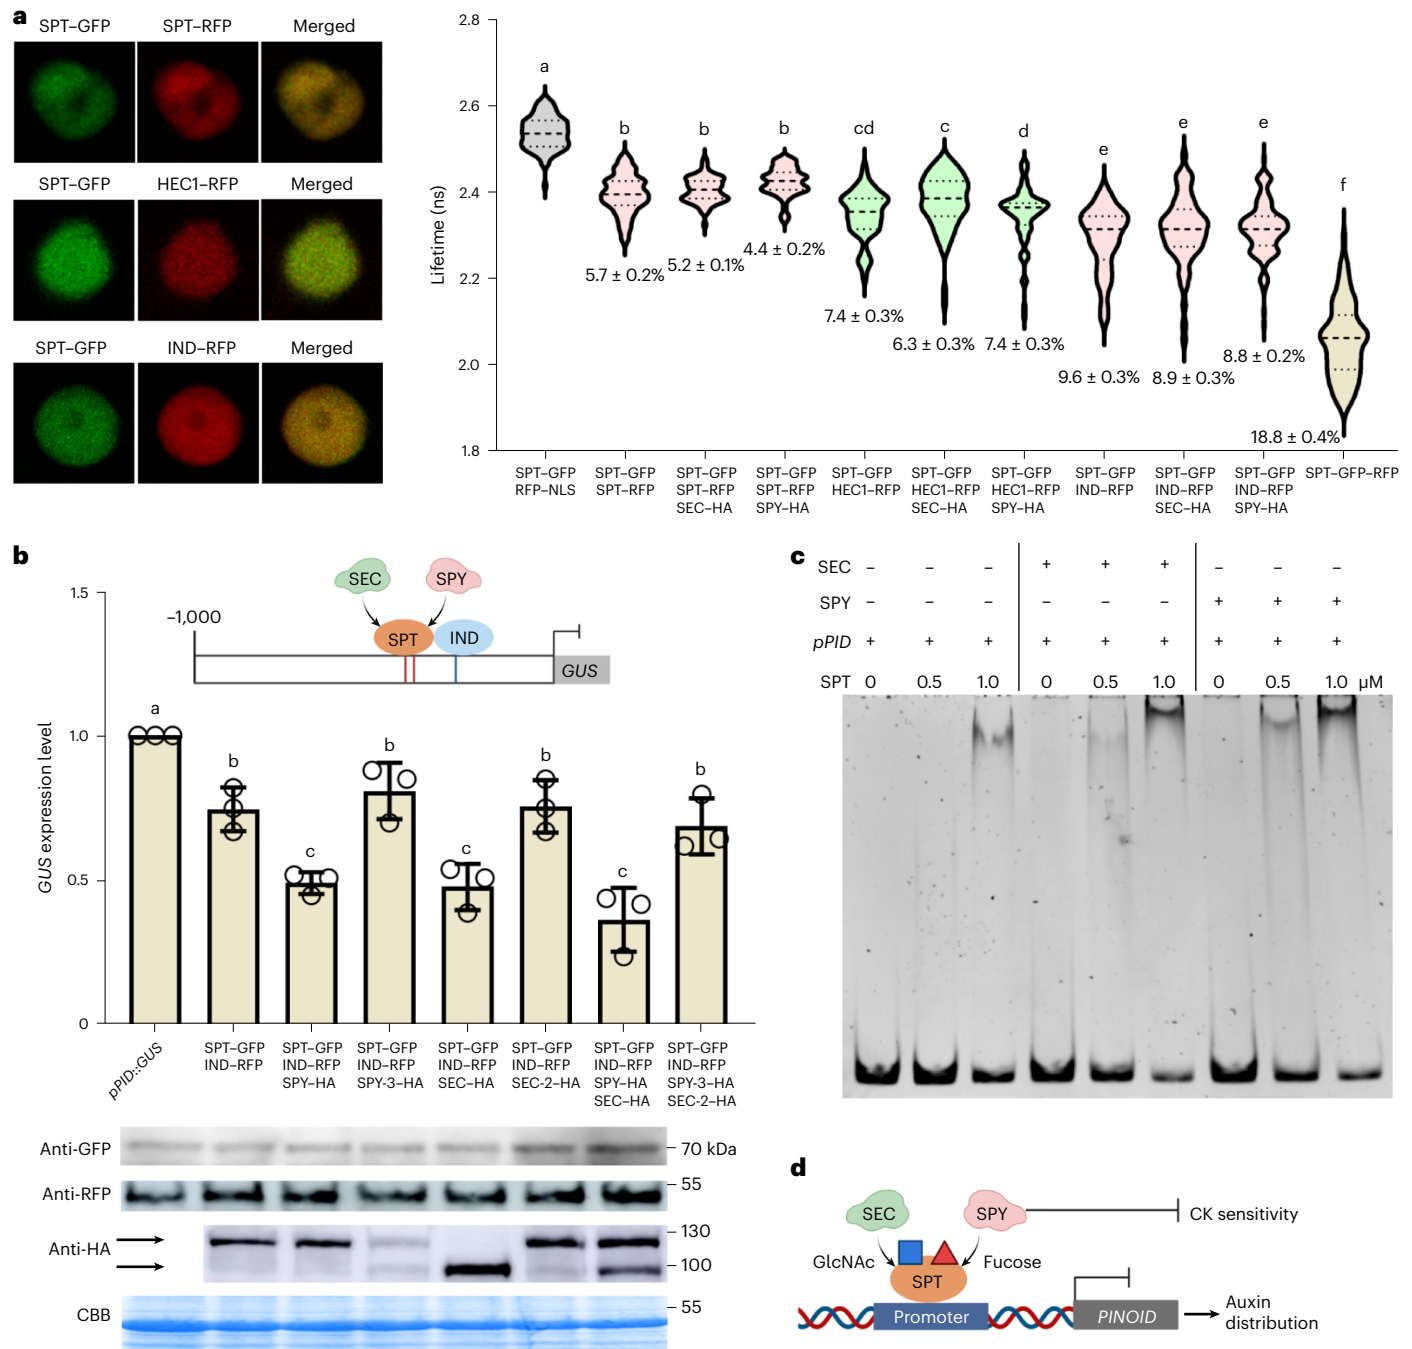 a
SPT–GFP SPT–RFP Merged
SPT–GFP HEC1–RFP Merged
SPT–GFP IND–RFP Merged
Lifetime (ns)
2.8
2.6
2.4
2.2
2.0
1.8
a b b b cd c d e e e f
5.7 ± 0.2% 5.2 ± 0.1% 4.4 ± 0.2%
7.4 ± 0.3% 6.3 ± 0.3% 7.4 ± 0.3%
9.6 ± 0.3% 8.9 ± 0.3% 8.8 ± 0.2%
18.8 ± 0.4%
SPT–GFP SPT–GFP SPT–GFP SPT–GFP SPT–GFP SPT–GFP SPT–GFP SPT–GFP SPT–GFP SPT–GFP SPT–GFP–RFP
RFP–NLS SPT–RFP SPT–RFP SPT–RFP HEC1–RFP HEC1–RFP HEC1–RFP IND–RFP IND–RFP IND–RFP
SEC–HA SPY–HA SEC–HA SPY–HA SEC–HA SPY–HA
b
SEC SPY
–1,000
SPT IND
GUS
GUS expression level
1.5
1.0
0.5
0
a b c b c b c b
pPID::GUS
SPT–GFP SPT–GFP SPT–GFP SPT–GFP SPT–GFP SPT–GFP SPT–GFP
IND–RFP IND–RFP IND–RFP IND–RFP IND–RFP IND–RFP IND–RFP
SPY–HA SPY-3–HA SEC–HA SEC-2–HA SPY–HA SPY-3–HA
SEC–HA SEC-2–HA
Anti-GFP 70 kDa
Anti-RFP 55
Anti-HA 130
100
CBB 55
c
SEC – – – + + + – – –
SPY – – – – – – + + +
pPID + + + + + + + + +
SPT 0 0.5 1.0 0 0.5 1.0 0 0.5 1.0 µM
d
SEC SPY CK sensitivity
GlcNAc Fucose
SPT
Promoter PINOID Auxin
distribution